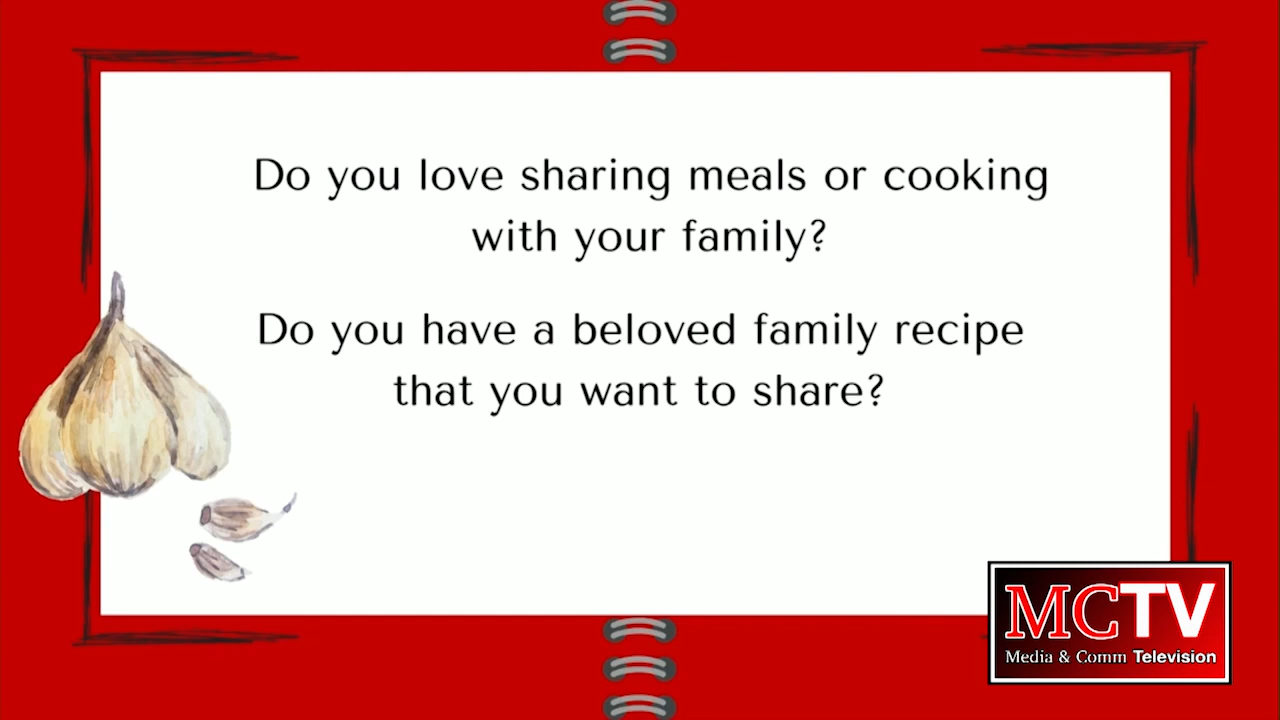 Do you love sharing meals or cooking
with your family?
Do you have a beloved family recipe
that you want to share?
MCTV
Media & Comm Television